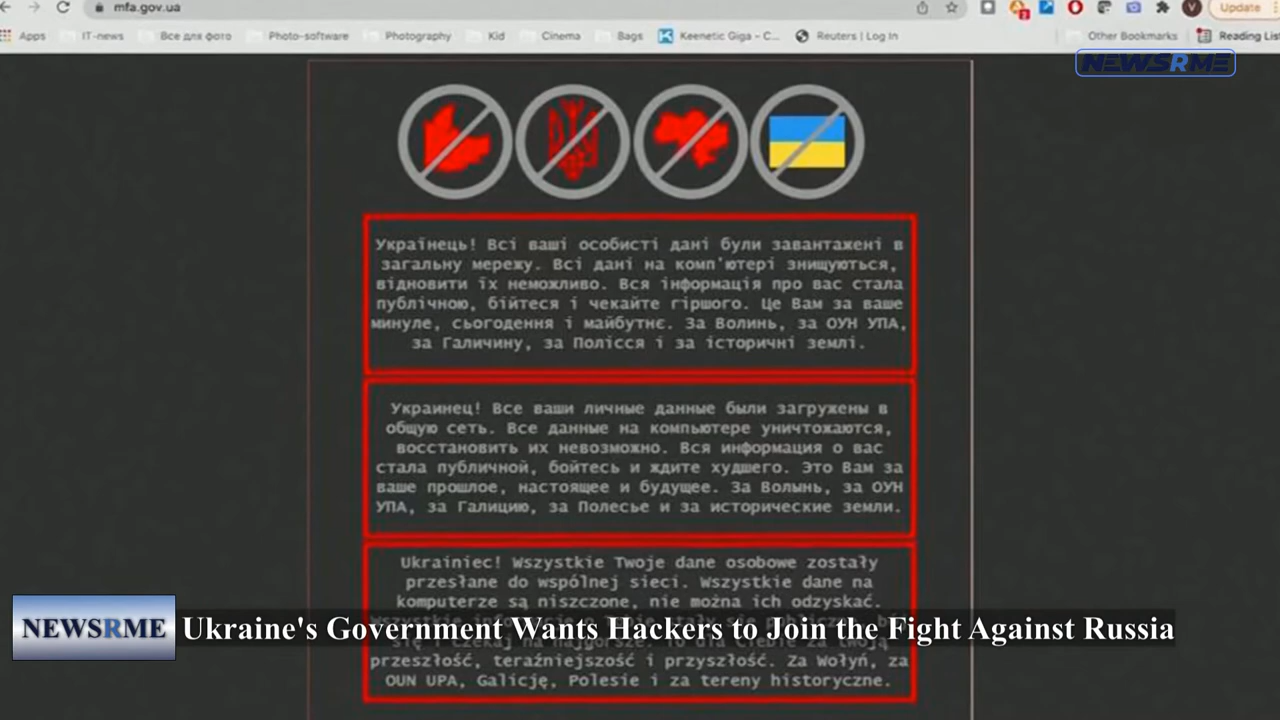 mfa.gov.ua
Update
Apps IT-news Все для фото Photo-software Photography Kid Cinema Bags Keenetic Giga – C... Reuters | Log In Other Bookmarks Reading List
NEWSRME
Українець! Всі ваші особисті дані були завантажені в
загальну мережу. Всі дані на комп'ютері знищуються,
відновити їх неможливо. Вся інформація про вас стала
публічною, бійтеся і чекайте гіршого. Це Вам за ваше
минуле, сьогодення і майбутнє. За Волинь, за ОУН УПА,
за Галичину, за Полісся і за історичні землі.
Украинец! Все ваши личные данные были загружены в
общую сеть. Все данные на компьютере уничтожаются,
восстановить их невозможно. Вся информация о вас
стала публичной, бойтесь и ждите худшего. Это Вам за
ваше прошлое, настоящее и будущее. За Волынь, за ОУН
УПА, за Галицию, за Полесье и за исторические земли.
Ukrainiec! Wszystkie Twoje dane osobowe zostały
przesłane do wspólnej sieci. Wszystkie dane na
komputerze są niszczone, nie można ich odzyskać.
NEWSRME Ukraine's Government Wants Hackers to Join the Fight Against Russia
przeszłość, teraźniejszość i przyszłość. Za Wołyń, za
OUN UPA, Galicję, Polesie i za tereny historyczne.